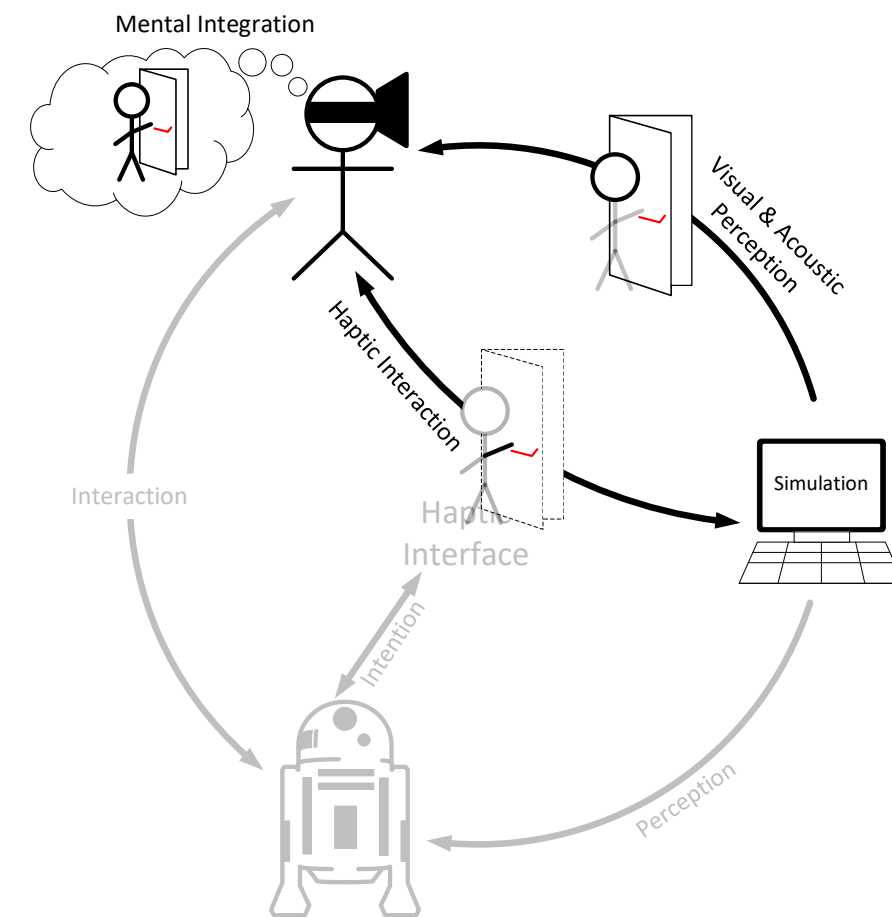 Mental Integration
Visual & Acoustic
Perception
Haptic Interaction
Simulation
Interaction
Haptic
Interface
Intention
Perception